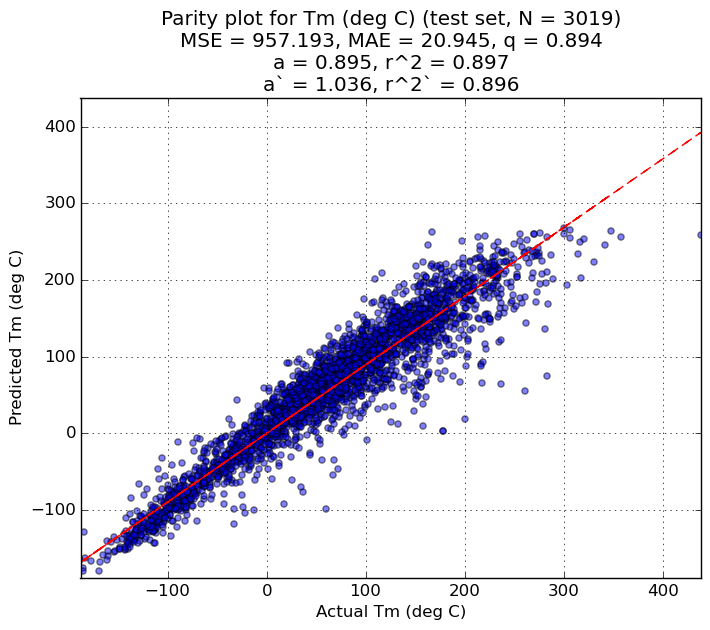 Parity plot for Tm (deg C) (test set, N = 3019)
MSE = 957.193, MAE = 20.945, q = 0.894
a = 0.895, r^2 = 0.897
a` = 1.036, r^2` = 0.896
Predicted Tm (deg C)
400
300
200
100
0
−100
−100 0 100 200 300 400
Actual Tm (deg C)